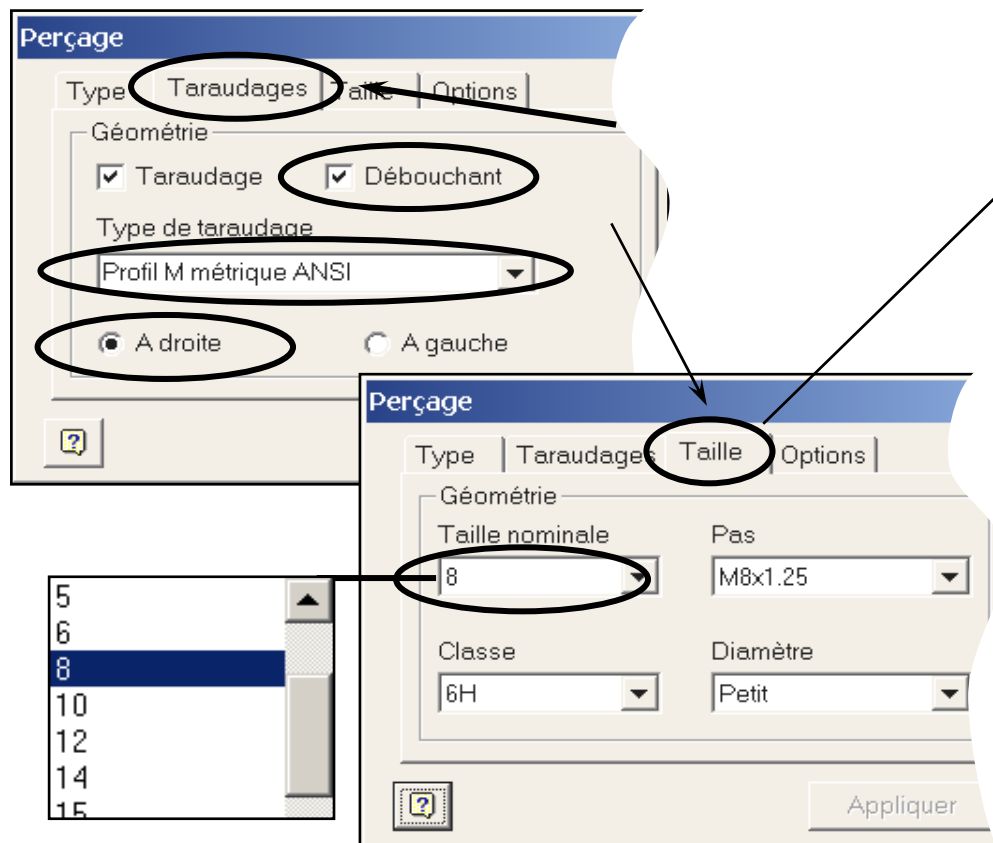 Perçage
Type Taraudages Taille Options
Géométrie
Taraudage Débouchant
Type de taraudage
Profil M métrique ANSI
A droite A gauche
Perçage
Type Taraudages Taille Options
Géométrie
Taille nominale Pas
8 M8x1.25
Classe Diamètre
6H Petit
Appliquer
5
6
8
10
12
14
15